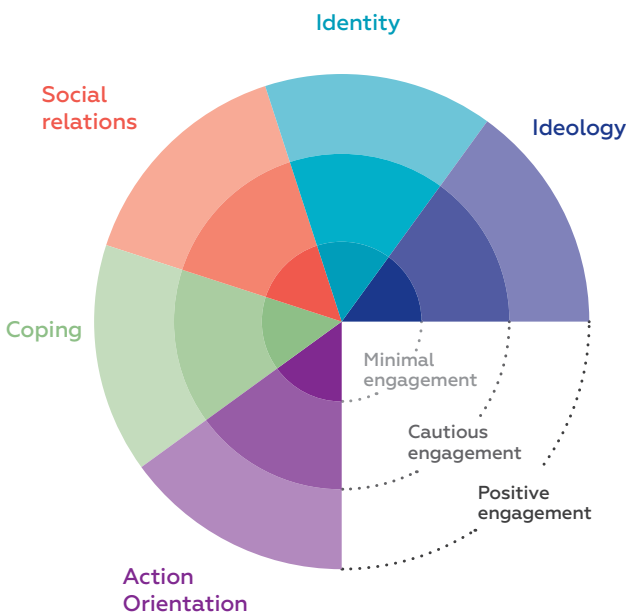 Identity
Social
relations
Ideology
Coping
Minimal
engagement
Cautious
engagement
Positive
engagement
Action
Orientation